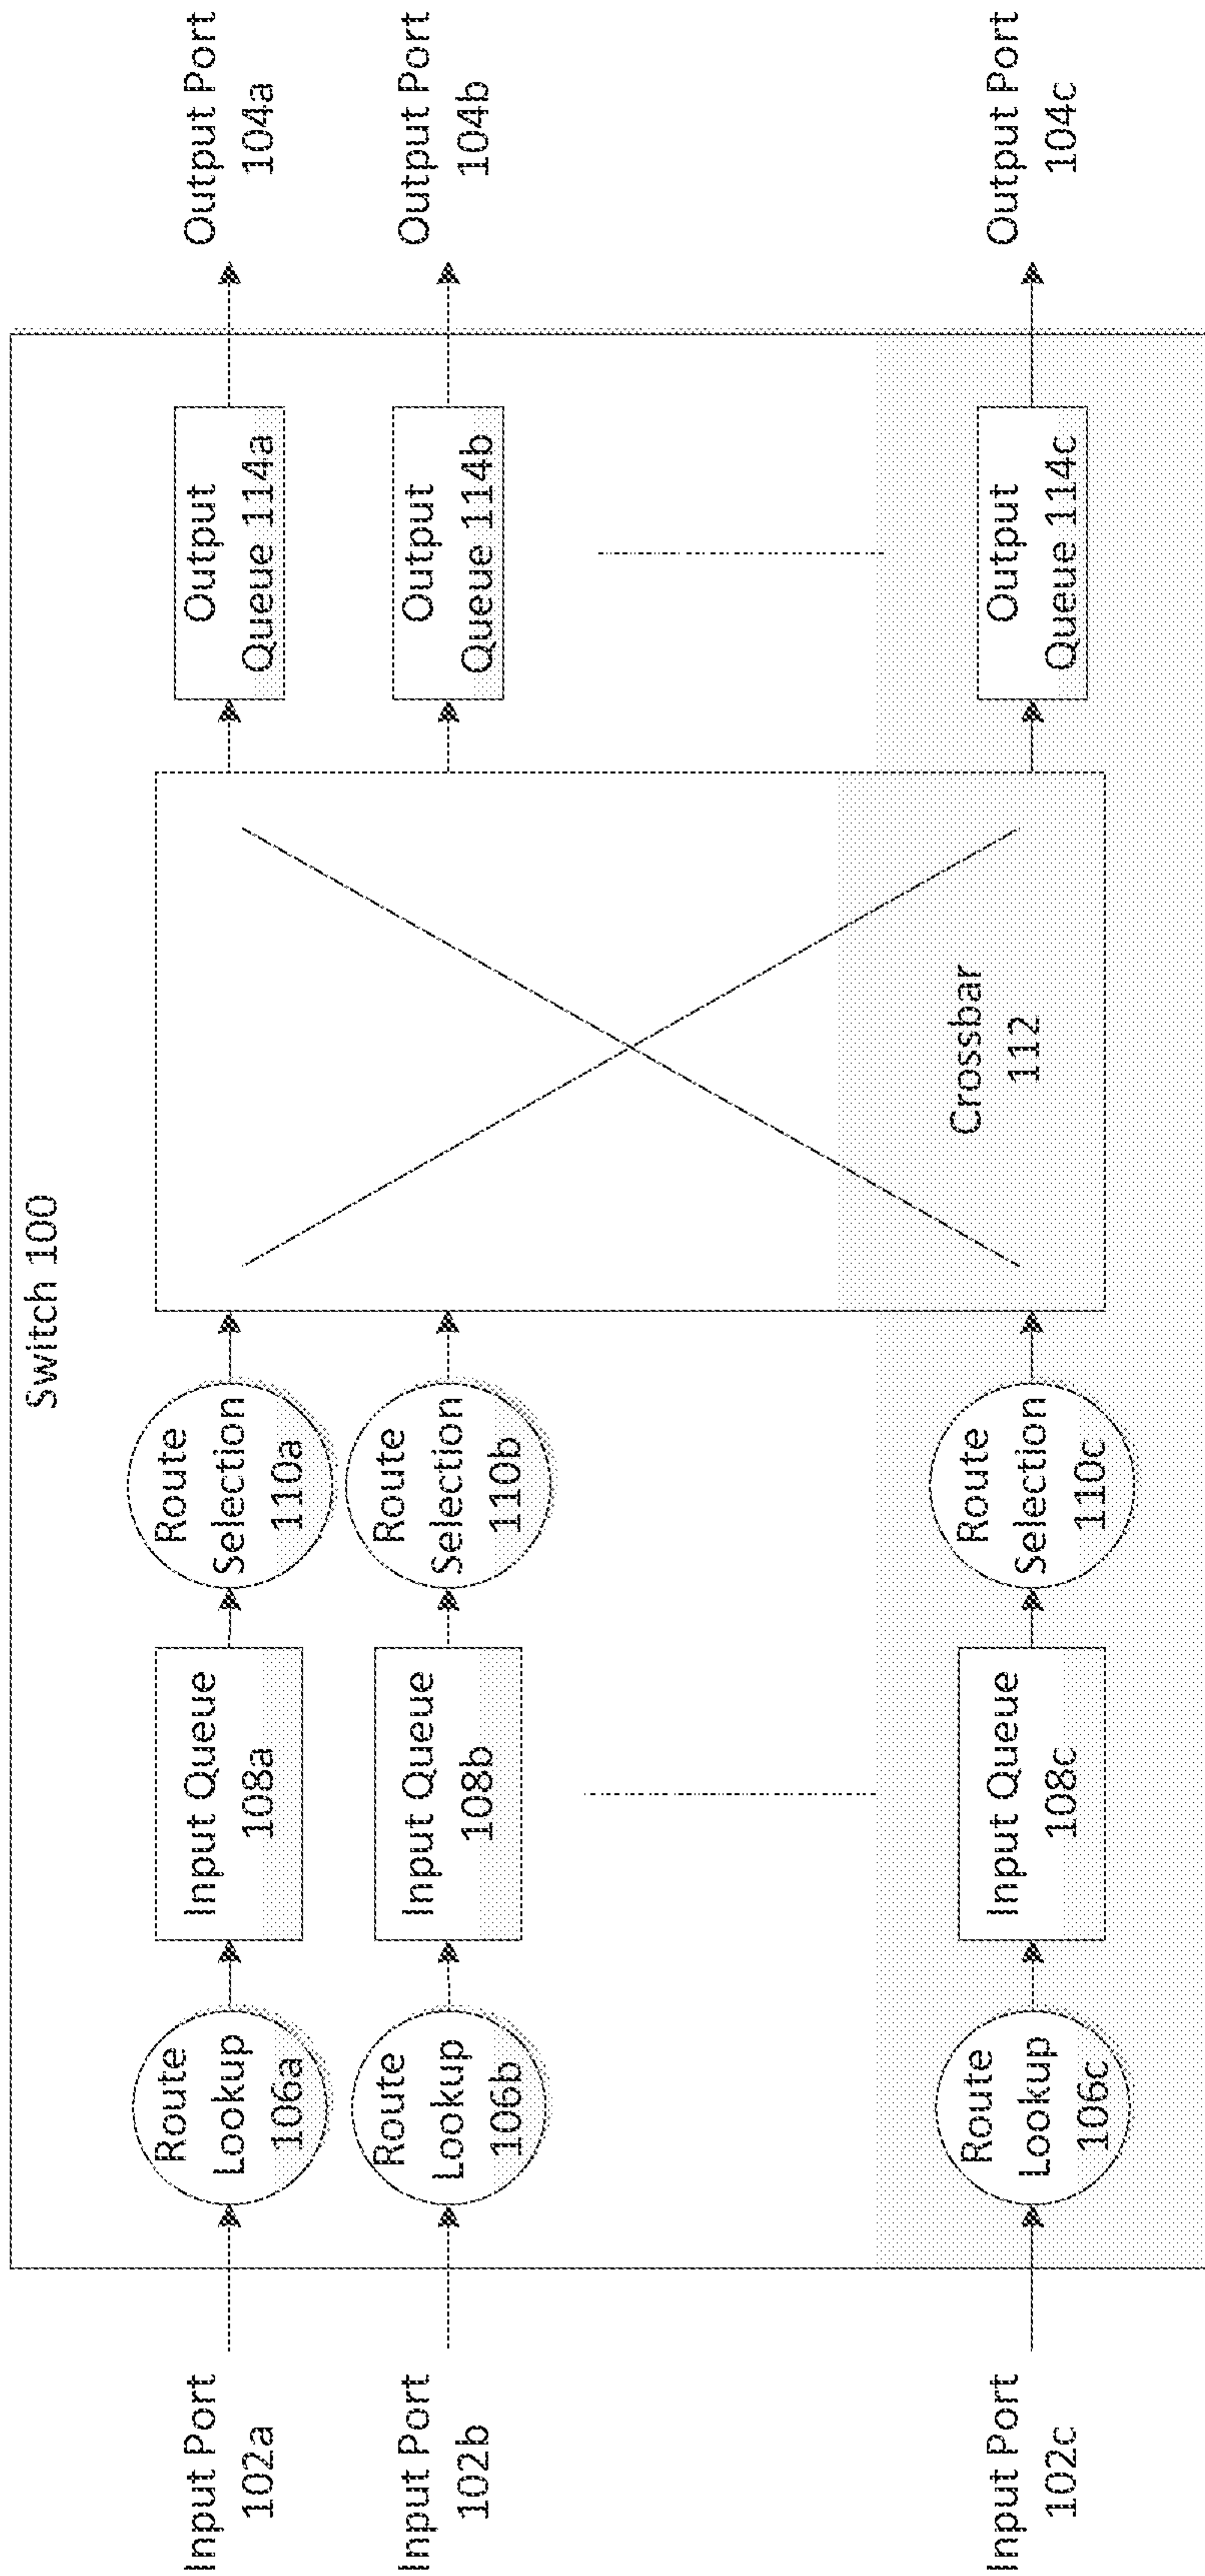 Switch 100
Input Port
102a
Route
Lookup
106a
Input Queue
108a
Route
Selection
110a
Output
Queue 114a
Output Port
104a
Input Port
102b
Route
Lookup
106b
Input Queue
108b
Route
Selection
110b
Output
Queue 114b
Output Port
104b
Crossbar
112
Input Port
102c
Route
Lookup
106c
Input Queue
108c
Route
Selection
110c
Output
Queue 114c
Output Port
104c